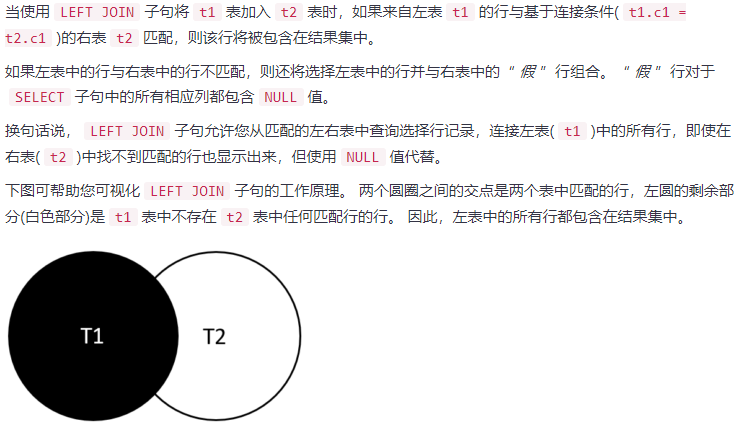 当使用 LEFT JOIN 子句将 t1 表加入 t2 表时，如果来自左表 t1 的行与基于连接条件( t1.c1 =
t2.c1 )的右表 t2 匹配，则该行将被包含在结果集中。
如果左表中的行与右表中的行不匹配，则还将选择左表中的行并与右表中的“ 假 ”行组合。“ 假 ”行对于
SELECT 子句中的所有相应列都包含 NULL 值。
换句话说， LEFT JOIN 子句允许您从匹配的左右表中查询选择行记录，连接左表( t1 )中的所有行，即使在
右表( t2 )中找不到匹配的行也显示出来，但使用 NULL 值代替。
下图可帮助您可视化 LEFT JOIN 子句的工作原理。 两个圆圈之间的交点是两个表中匹配的行，左圆的剩余部
分(白色部分)是 t1 表中不存在 t2 表中任何匹配行的行。 因此，左表中的所有行都包含在结果集中。
T1 T2